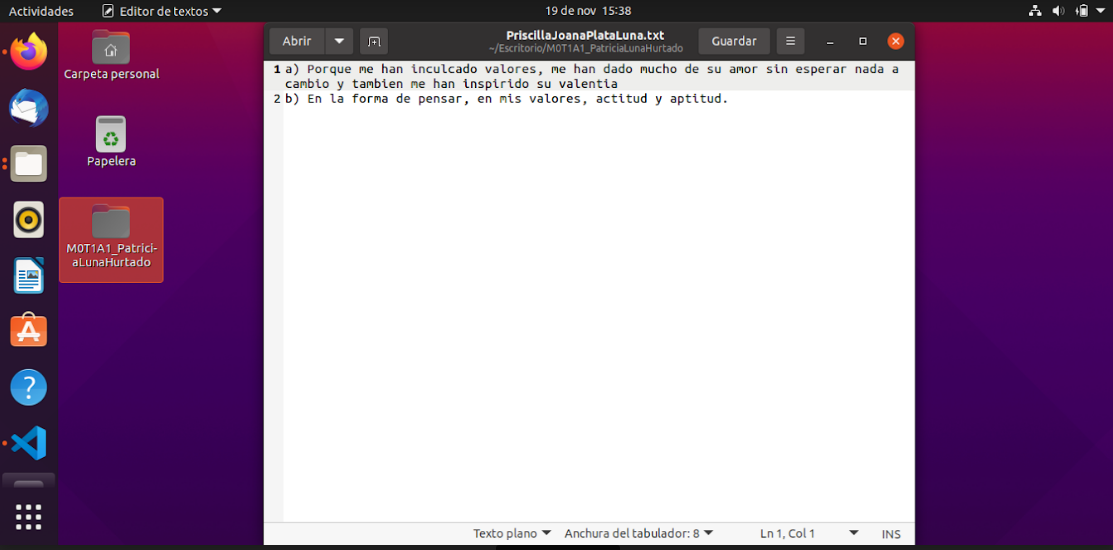 Actividades
Editor de textos
19 de nov 15:38
Carpeta personal
Papelera
M0T1A1_Patrici-
aLunaHurtado
Abrir
PriscillaJoanaPlataLuna.txt
~/Escritorio/M0T1A1_PatriciaLunaHurtado
Guardar
1 a) Porque me han inculcado valores, me han dado mucho de su amor sin esperar nada a
cambio y tambien me han inspirido su valentia
2 b) En la forma de pensar, en mis valores, actitud y aptitud.
Texto plano
Anchura del tabulador: 8
Ln 1, Col 1
INS